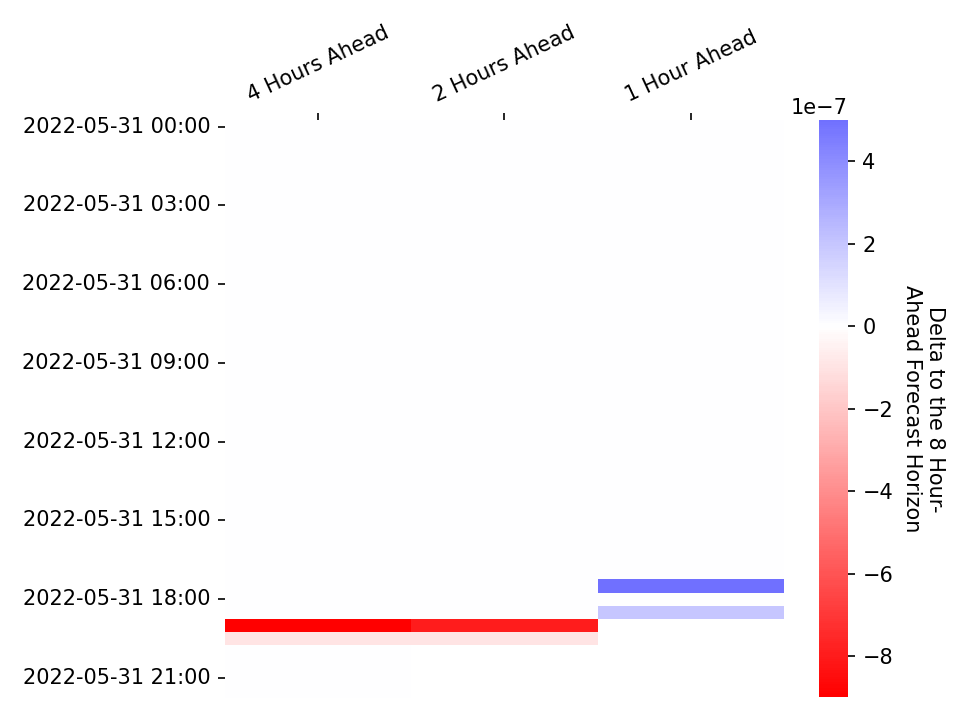 4 Hours Ahead
2 Hours Ahead
1 Hour Ahead
1e−7
2022-05-31 00:00
2022-05-31 03:00
2022-05-31 06:00
2022-05-31 09:00
2022-05-31 12:00
2022-05-31 15:00
2022-05-31 18:00
2022-05-31 21:00
4
2
0
−2
−4
−6
−8
Delta to the 8 Hour-
Ahead Forecast Horizon